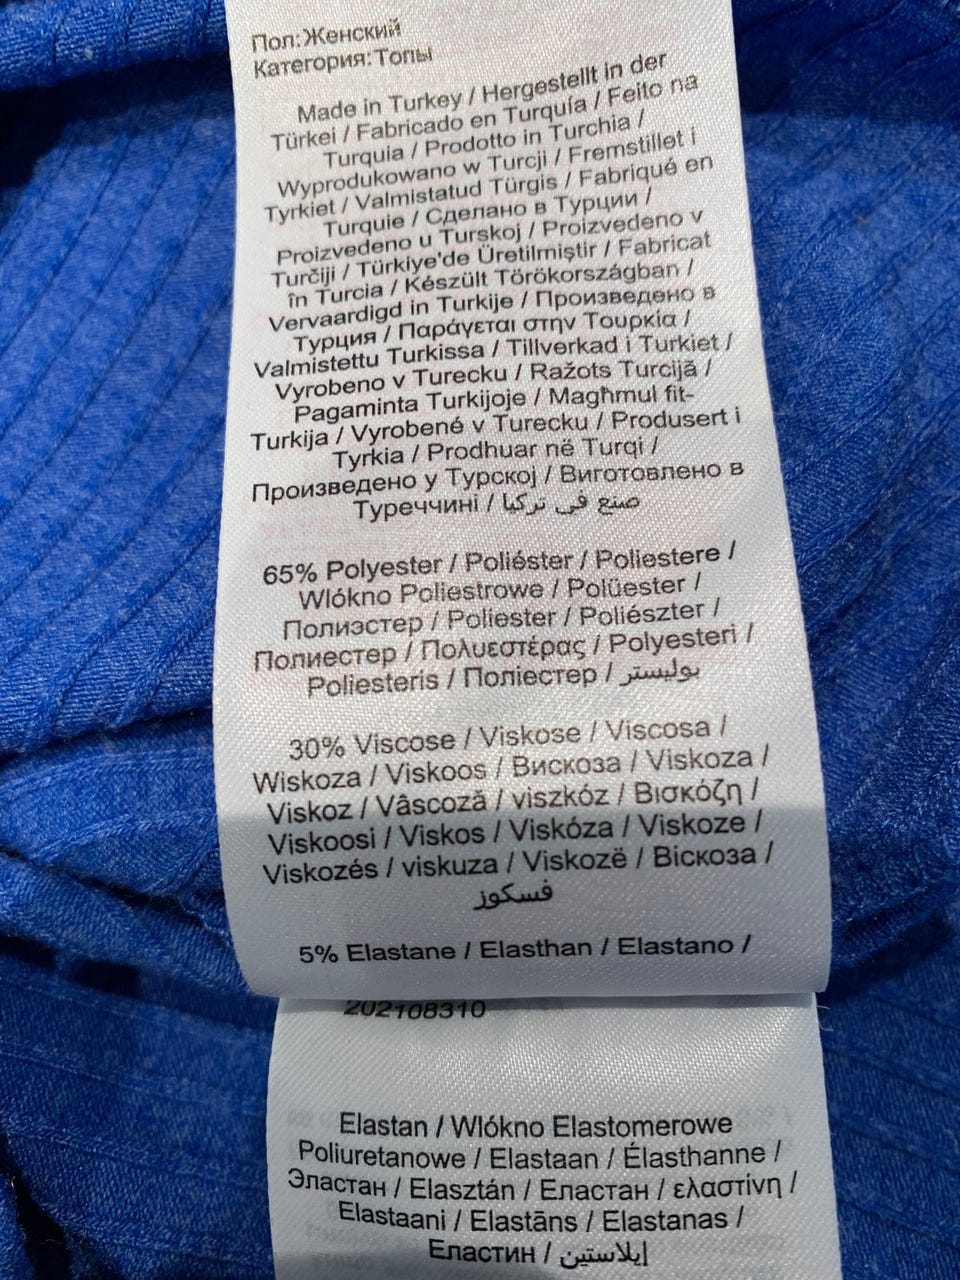 Пол:Женский
Категория:Топы
Made in Turkey / Hergestellt in der
Türkei / Fabricado en Turquía / Feito na
Turquia / Prodotto in Turchia /
Wyprodukowano w Turcji / Fremstillet i
Tyrkiet / Valmistatud Türgis / Fabriqué en
Turquie / Сделано в Турции /
Proizvedeno u Turskoj / Proizvedeno v
Turčiji / Türkiye'de Üretilmiştir / Fabricat
în Turcia / Készült Törökországban /
Vervaardigd in Turkije / Произведено в
Турция / Παράγεται στην Τουρκία /
Valmistettu Turkissa / Tillverkad i Turkiet /
Vyrobeno v Turecku / Ražots Turcijā /
Pagaminta Turkijoje / Magħmul fit-
Turkija / Vyrobené v Turecku / Produsert i
Tyrkia / Prodhuar në Turqi /
Произведено у Турској / Виготовлено в
Туреччині / صنع في تركيا
65% Polyester / Poliéster / Poliestere /
Wlókno Poliestrowe / Polüester /
Полиэстер / Poliester / Poliészter /
Полиестер / Πολυεστέρας / Polyesteri /
Poliesteris / Поліестер / بوليستر
30% Viscose / Viskose / Viscosa /
Wiskoza / Viskoos / Вискоза / Viskoza /
Viskoz / Vâscoză / viszkóz / Βισκόζη /
Viskoosi / Viskos / Viskóza / Viskoze /
Viskozés / viskuza / Viskozë / Віскоза /
فسكوز
5% Elastane / Elasthan / Elastano /
202108310
Elastan / Wlókno Elastomerowe
Poliuretanowe / Elastaan / Élasthanne /
Эластан / Elasztán / Еластан / ελαστίνη /
Elastaani / Elastāns / Elastanas /
Еластин / إيلاستين